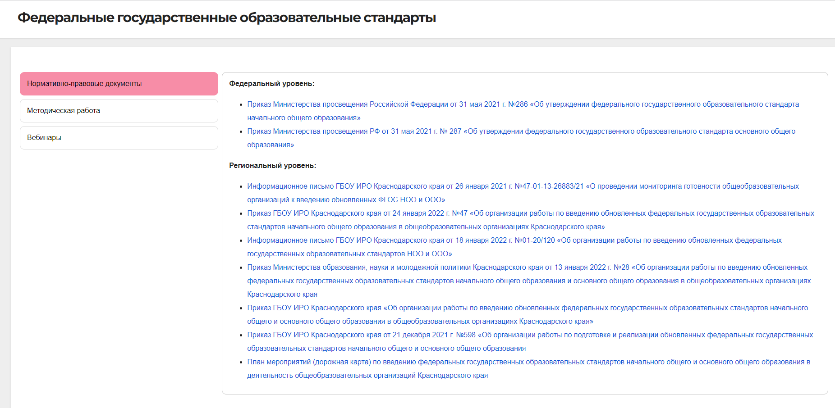 Федеральные государственные образовательные стандарты
Нормативно-правовые документы
Методическая работа
Вебинары
Федеральный уровень:
Приказ Министерства просвещения Российской Федерации от 31 мая 2021 г. №286 «Об утверждении федерального государственного образовательного стандарта
начального общего образования»
Приказ Министерства просвещения РФ от 31 мая 2021 г. № 287 «Об утверждении федерального государственного образовательного стандарта основного общего
образования»
Региональный уровень:
Информационное письмо ГБОУ ИРО Краснодарского края от 26 января 2021 г. №47-01-13-26883/21 «О проведении мониторинга готовности общеобразовательных
организаций к введению обновленных ФГОС НОО и ООО»
Приказ ГБОУ ИРО Краснодарского края от 24 января 2022 г. №47 «Об организации работы по введению обновленных федеральных государственных образовательных
стандартов начального общего образования в общеобразовательных организациях Краснодарского края»
Информационное письмо ГБОУ ИРО Краснодарского края от 18 января 2022 г. №01-20/120 «Об организации работы по введению обновленных федеральных
государственных образовательных стандартов НОО и ООО»
Приказ Министерства образования, науки и молодежной политики Краснодарского края от 13 января 2022 г. №28 «Об организации работы по введению обновленных
федеральных государственных образовательных стандартов начального общего образования и основного общего образования в общеобразовательных организациях
Краснодарского края
Приказ ГБОУ ИРО Краснодарского края «Об организации работы по введению обновленных федеральных государственных образовательных стандартов начального
общего и основного общего образования в общеобразовательных организациях Краснодарского края»
Приказ ГБОУ ИРО Краснодарского края от 21 декабря 2021 г. №598 «Об организации работы по подготовке и реализации обновленных федеральных государственных
образовательных стандартов начального общего и основного общего образования
План мероприятий (дорожная карта) по введению федеральных государственных образовательных стандартов начального общего и основного общего образования в
деятельность общеобразовательных организаций Краснодарского края